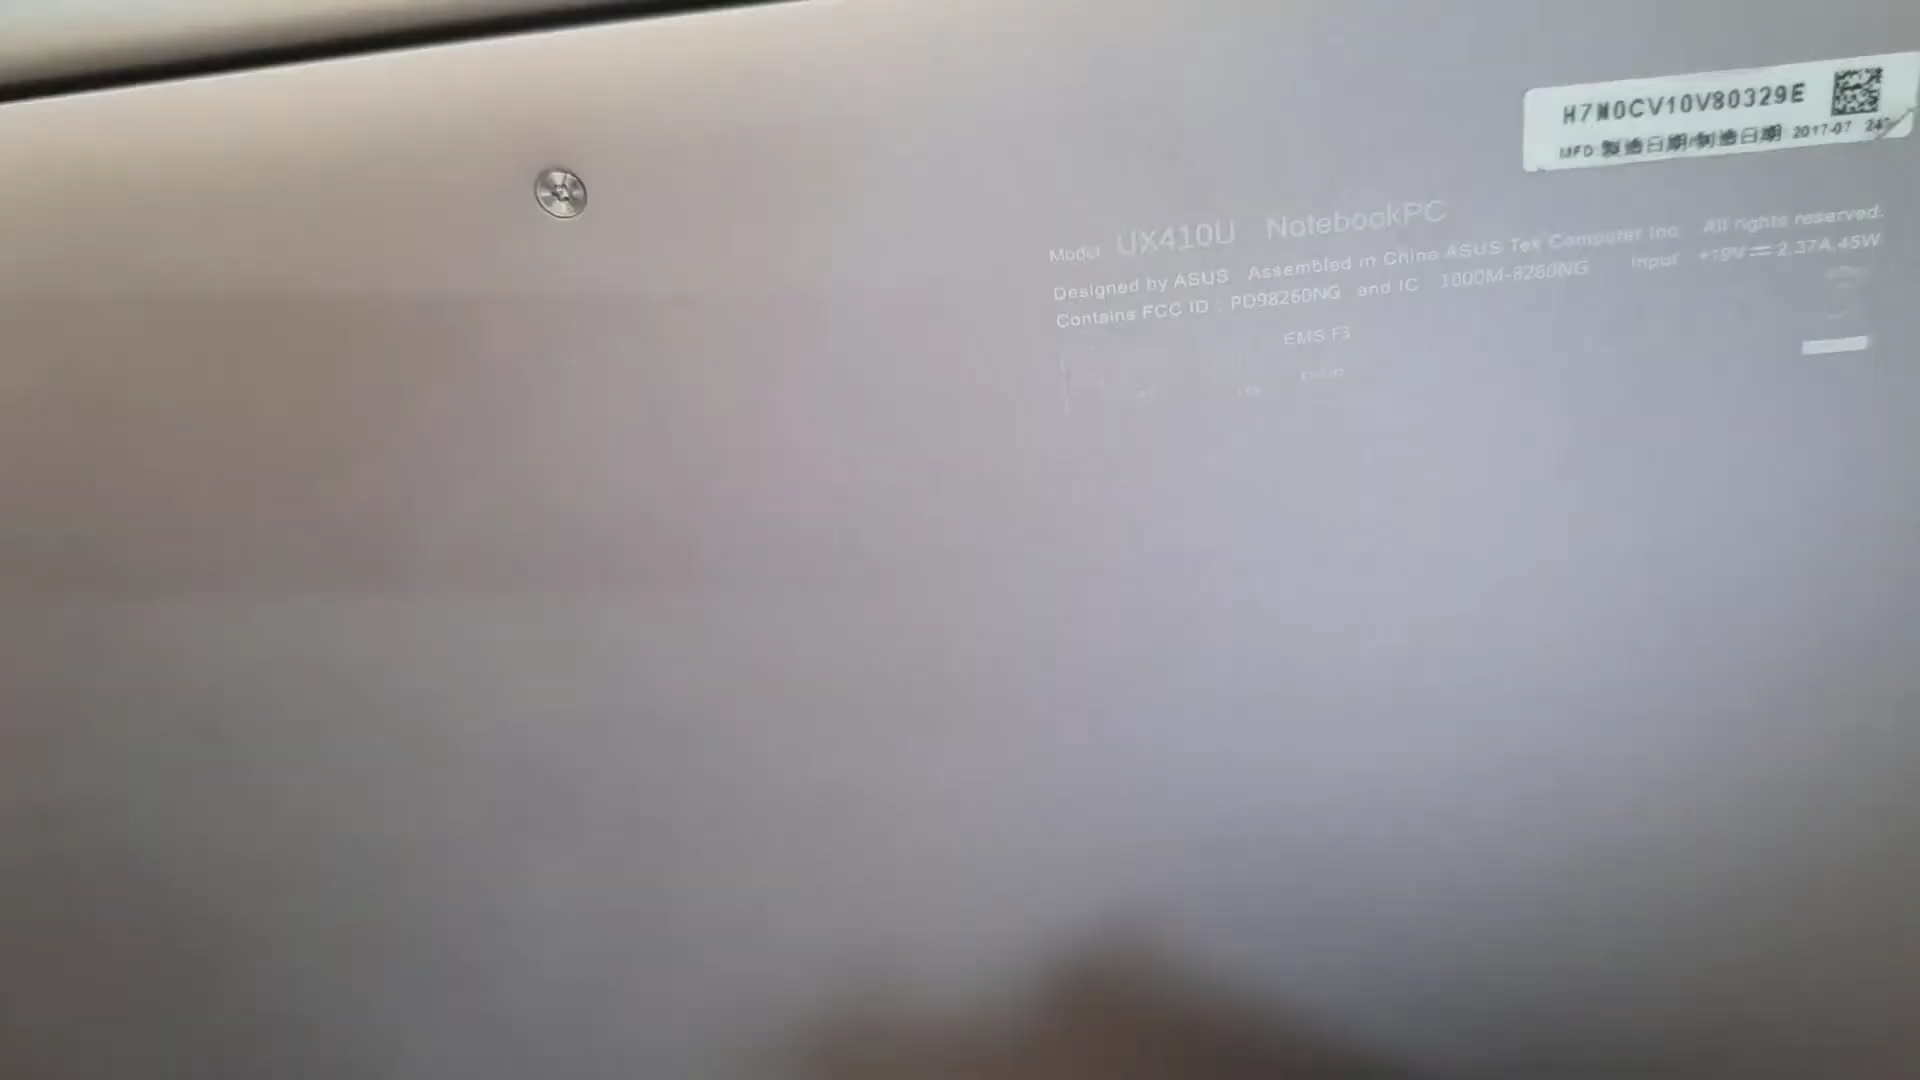 H7N0CV10V80329E
MFD:製造日期/制造日期 2017-07
Model UX410U NotebookPC
Designed by ASUS Assembled in China ASUS Tek Computer Inc All rights reserved.
Contains FCC ID : PD98260NG and IC 1000M-8260NG Input +19V⎓2.37A,45W
EMS F3